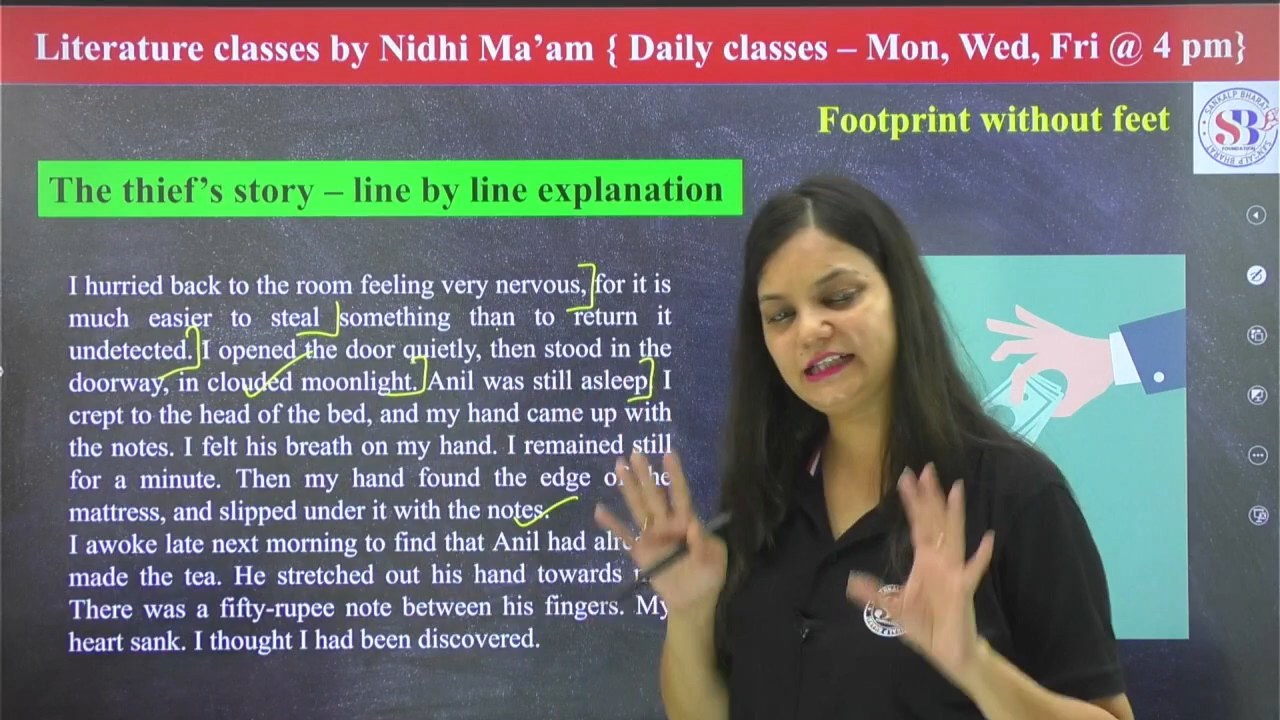 Literature classes by Nidhi Ma’am { Daily classes – Mon, Wed, Fri @ 4 pm}
Footprint without feet
SANKALP BHARAT
SB
FOUNDATION
The thief’s story – line by line explanation
I hurried back to the room feeling very nervous, for it is
much easier to steal something than to return it
undetected. I opened the door quietly, then stood in the
doorway, in clouded moonlight. Anil was still asleep I
crept to the head of the bed, and my hand came up with
the notes. I felt his breath on my hand. I remained still
for a minute. Then my hand found the edge of the
mattress, and slipped under it with the notes.
I awoke late next morning to find that Anil had
made the tea. He stretched out his hand towards
There was a fifty-rupee note between his fingers. My
heart sank. I thought I had been discovered.